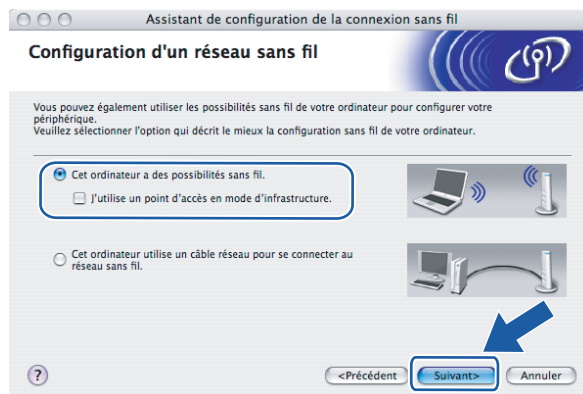 Assistant de configuration de la connexion sans fil
Configuration d'un réseau sans fil
Vous pouvez également utiliser les possibilités sans fil de votre ordinateur pour configurer votre
périphérique.
Veuillez sélectionner l'option qui décrit le mieux la configuration sans fil de votre ordinateur.
Cet ordinateur a des possibilités sans fil.
J'utilise un point d'accès en mode d'infrastructure.
Cet ordinateur utilise un câble réseau pour se connecter au
réseau sans fil.
? <Précédent Suivant> Annuler